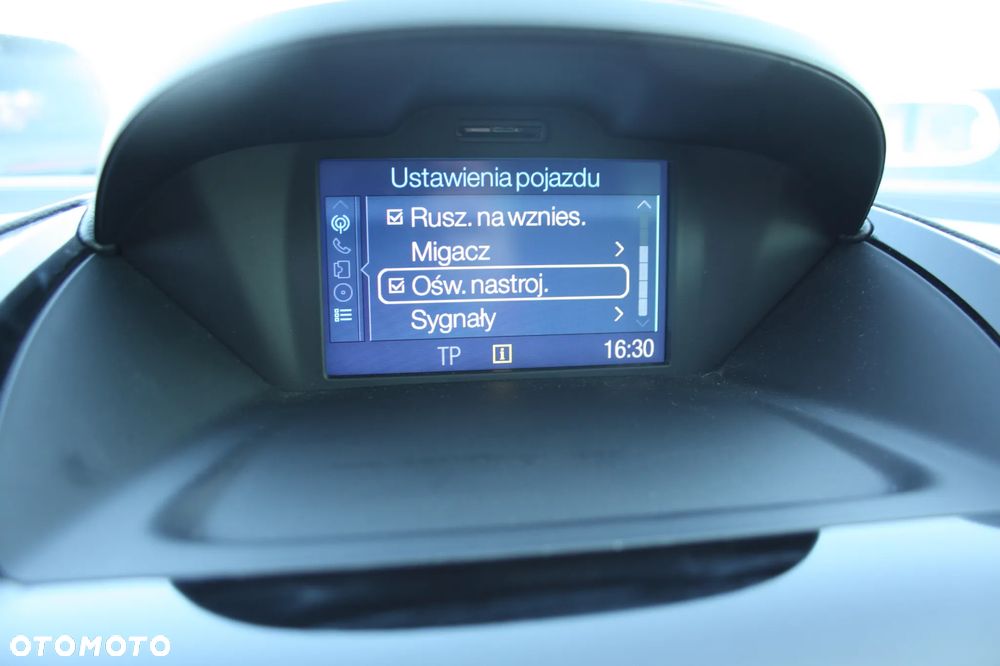 Ustawienia pojazdu
Rusz. na wznies.
Migacz
Ośw. nastroj.
Sygnały
TP i 16:30
OTOMOTO